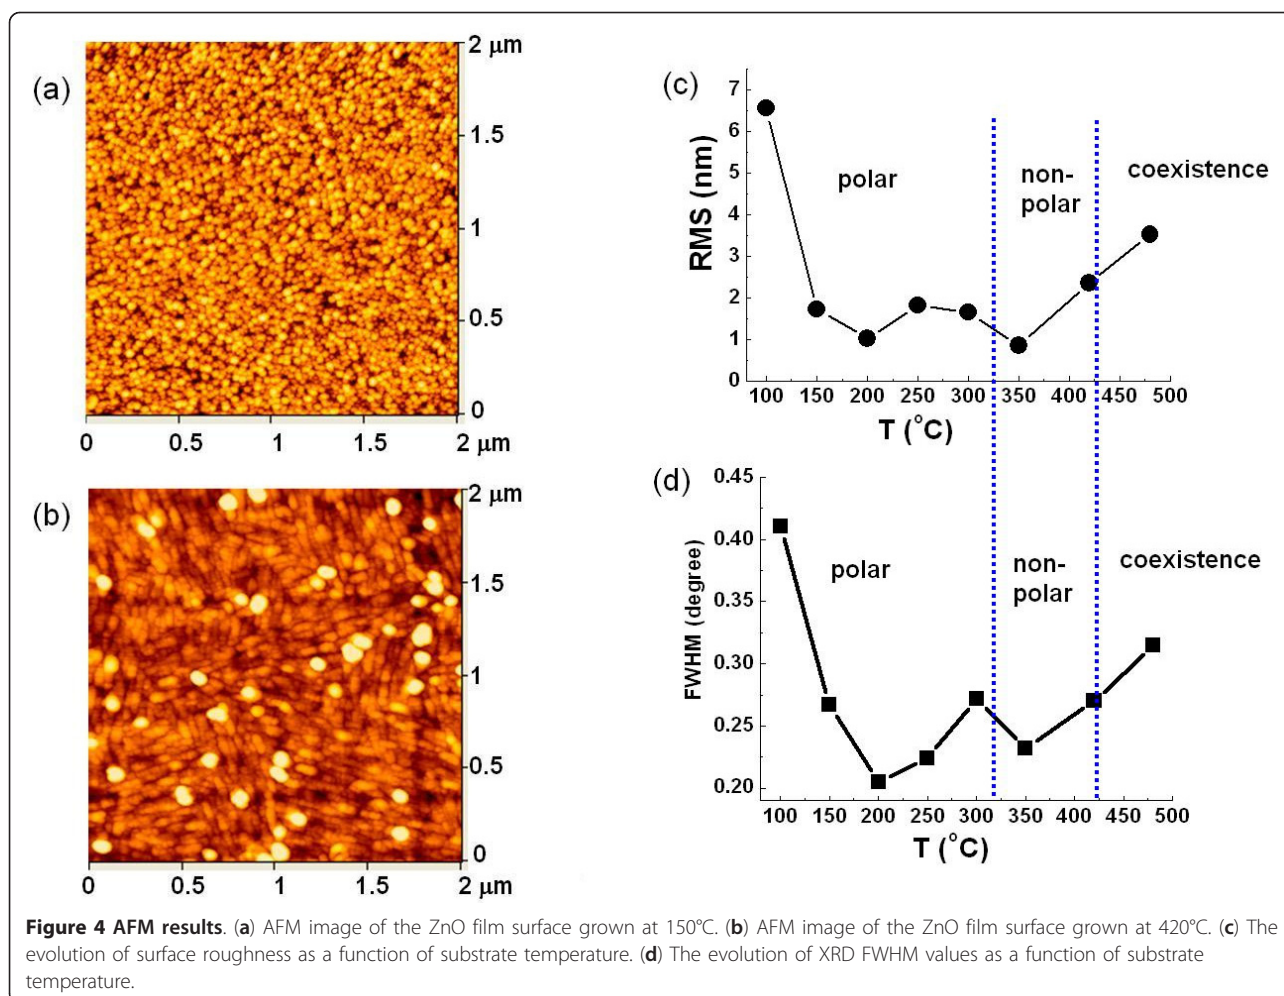 (a)
2 μm
1.5
1
0.5
0
0 0.5 1 1.5 2 μm
(b)
2 μm
1.5
1
0.5
0
0 0.5 1 1.5 2 μm
(c)
7
6
5
4
3
2
1
0
RMS (nm)
polar
non-
polar
coexistence
100 150 200 250 300 350 400 450 500
T (°C)
(d)
0.45
0.40
0.35
0.30
0.25
0.20
FWHM (degree)
polar
non-
polar
coexistence
100 150 200 250 300 350 400 450 500
T (°C)
Figure 4 AFM results. (a) AFM image of the ZnO film surface grown at 150°C. (b) AFM image of the ZnO film surface grown at 420°C. (c) The
evolution of surface roughness as a function of substrate temperature. (d) The evolution of XRD FWHM values as a function of substrate
temperature.